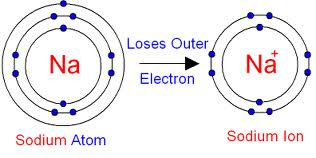 Na
Loses Outer
Electron
Na+
Sodium Atom
Sodium Ion